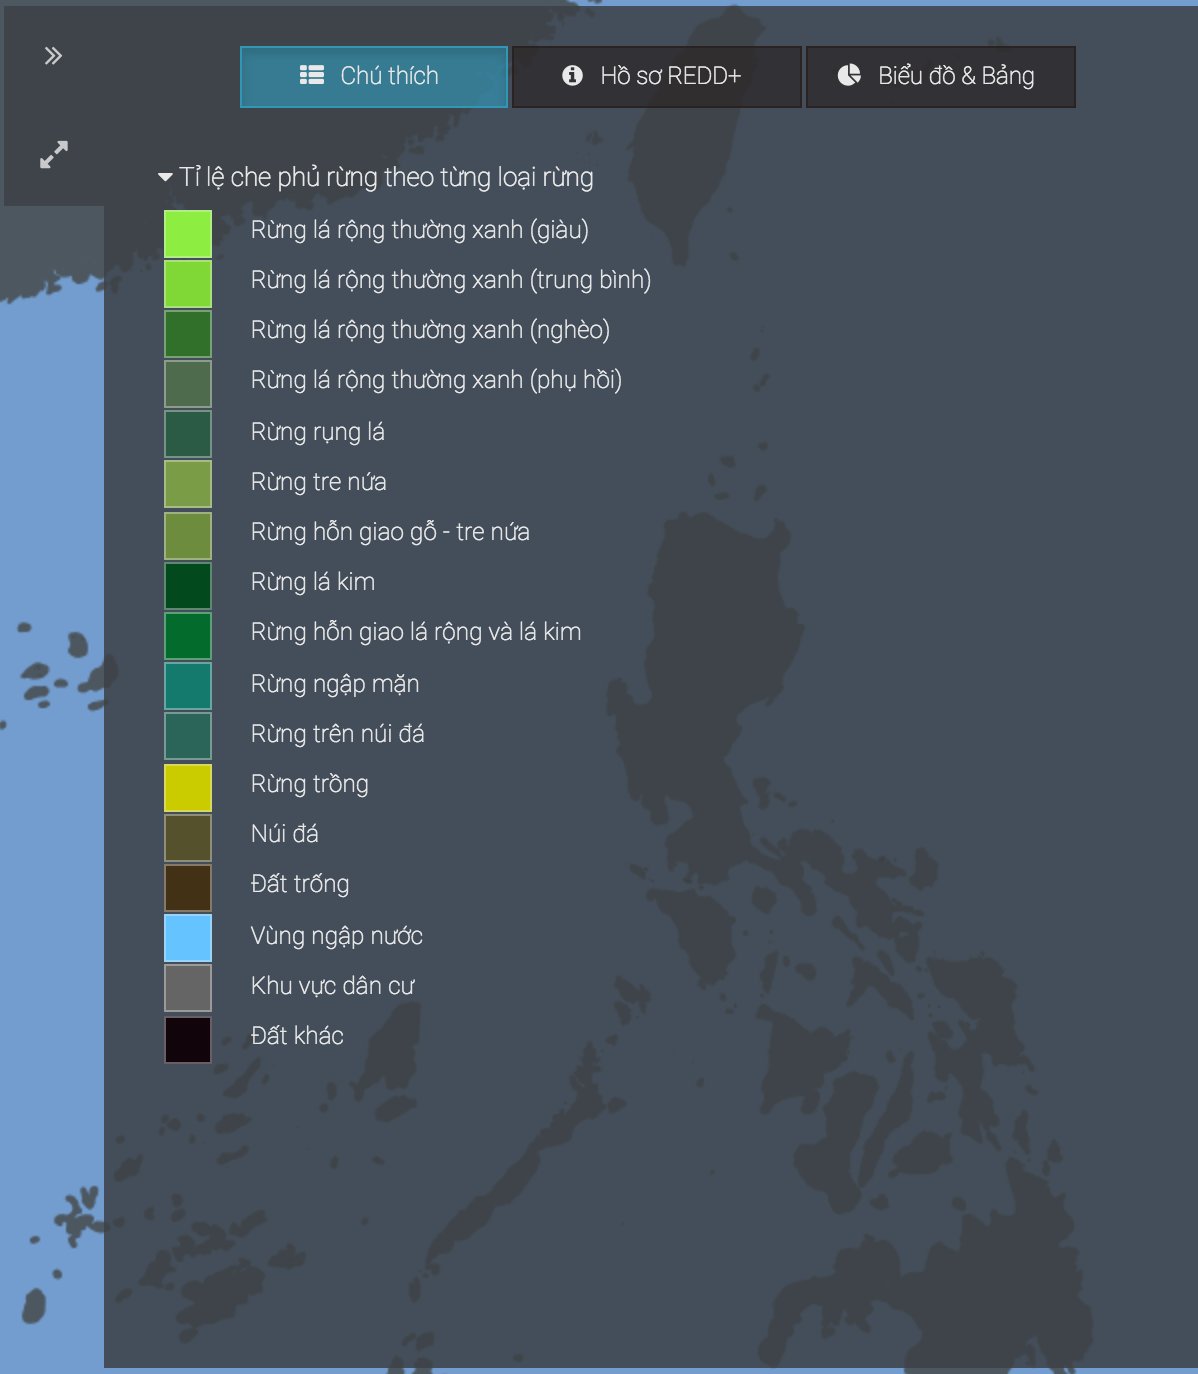 Chú thích
Hồ sơ REDD+
Biểu đồ & Bảng
Tỉ lệ che phủ rừng theo từng loại rừng
Rừng lá rộng thường xanh (giàu)
Rừng lá rộng thường xanh (trung bình)
Rừng lá rộng thường xanh (nghèo)
Rừng lá rộng thường xanh (phụ hồi)
Rừng rụng lá
Rừng tre nứa
Rừng hỗn giao gỗ - tre nứa
Rừng lá kim
Rừng hỗn giao lá rộng và lá kim
Rừng ngập mặn
Rừng trên núi đá
Rừng trồng
Núi đá
Đất trống
Vùng ngập nước
Khu vực dân cư
Đất khác